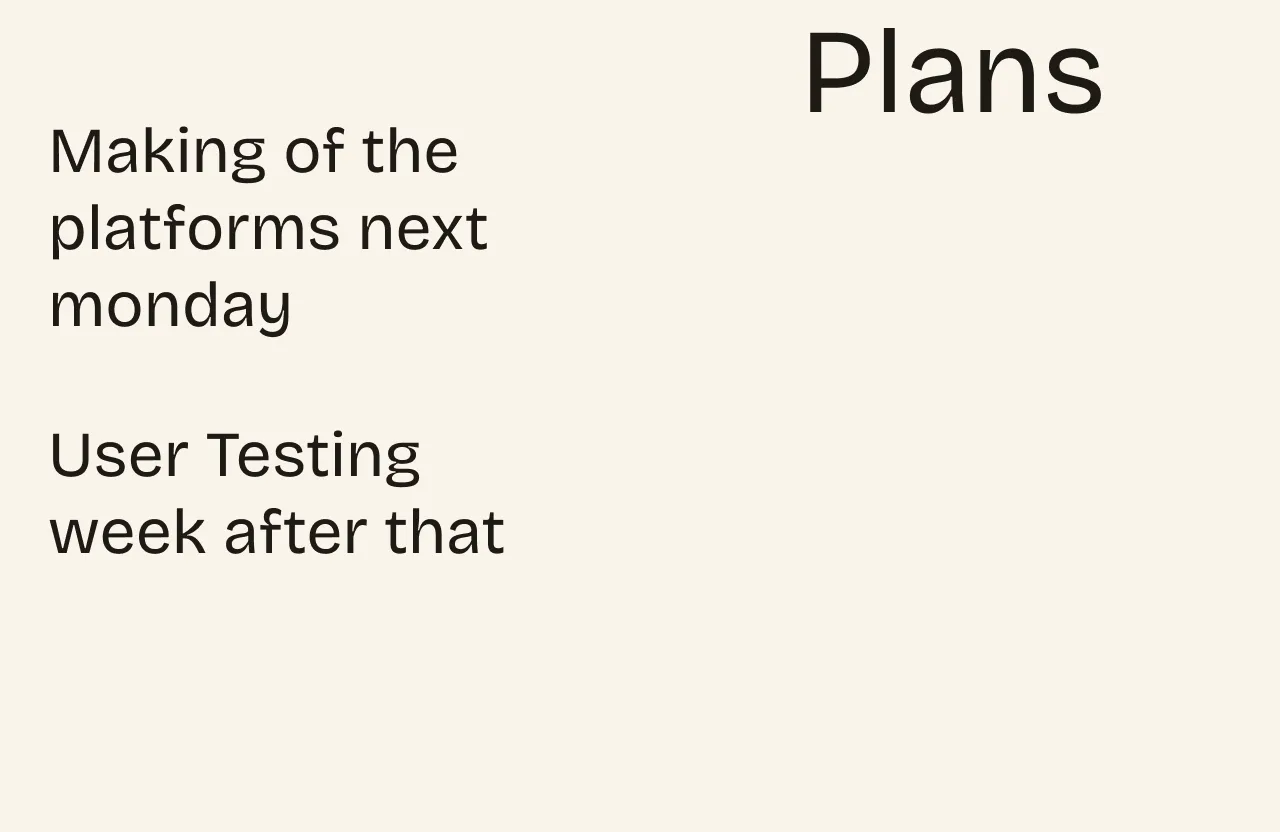 Plans
Making of the
platforms next
monday
User Testing
week after that